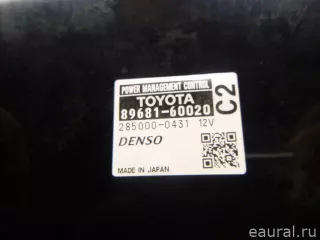 POWER MANAGEMENT CONTROL
TOYOTA
89681-60020
C2
285000-0431 12V
DENSO
MADE IN JAPAN
eaural.ru